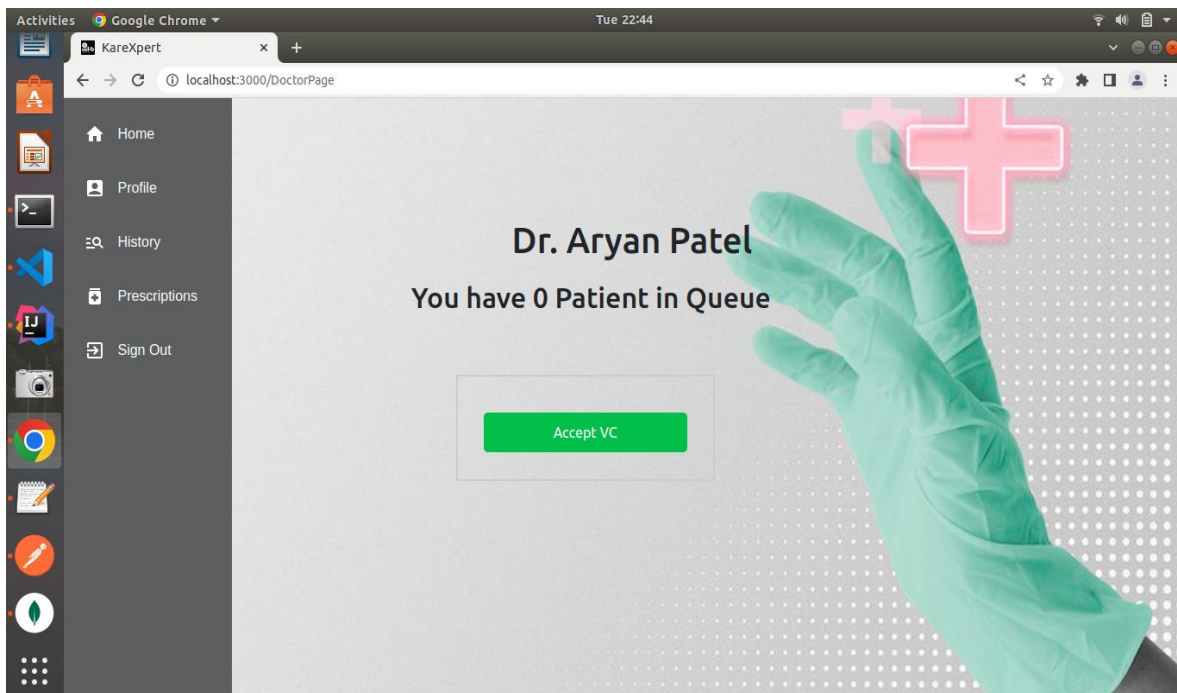 Activities Google Chrome Tue 22:44
KareXpert
localhost:3000/DoctorPage
Home
Profile
History
Prescriptions
Sign Out
Dr. Aryan Patel
You have 0 Patient in Queue
Accept VC